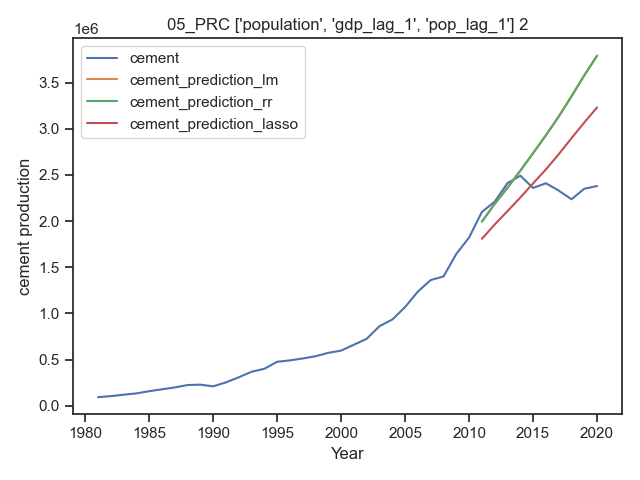 05_PRC ['population', 'gdp_lag_1', 'pop_lag_1'] 2
1e6
cement
cement_prediction_lm
cement_prediction_rr
cement_prediction_lasso
3.5
3.0
2.5
2.0
1.5
1.0
0.5
0.0
cement production
1980 1985 1990 1995 2000 2005 2010 2015 2020
Year